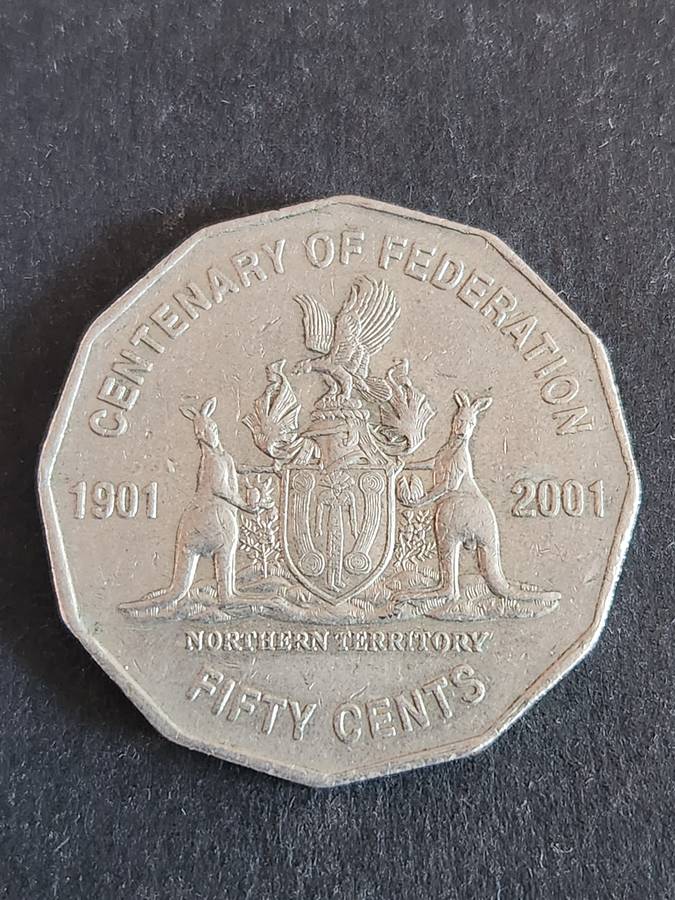 CENTENARY OF FEDERATION
1901 2001
NORTHERN TERRITORY
FIFTY CENTS